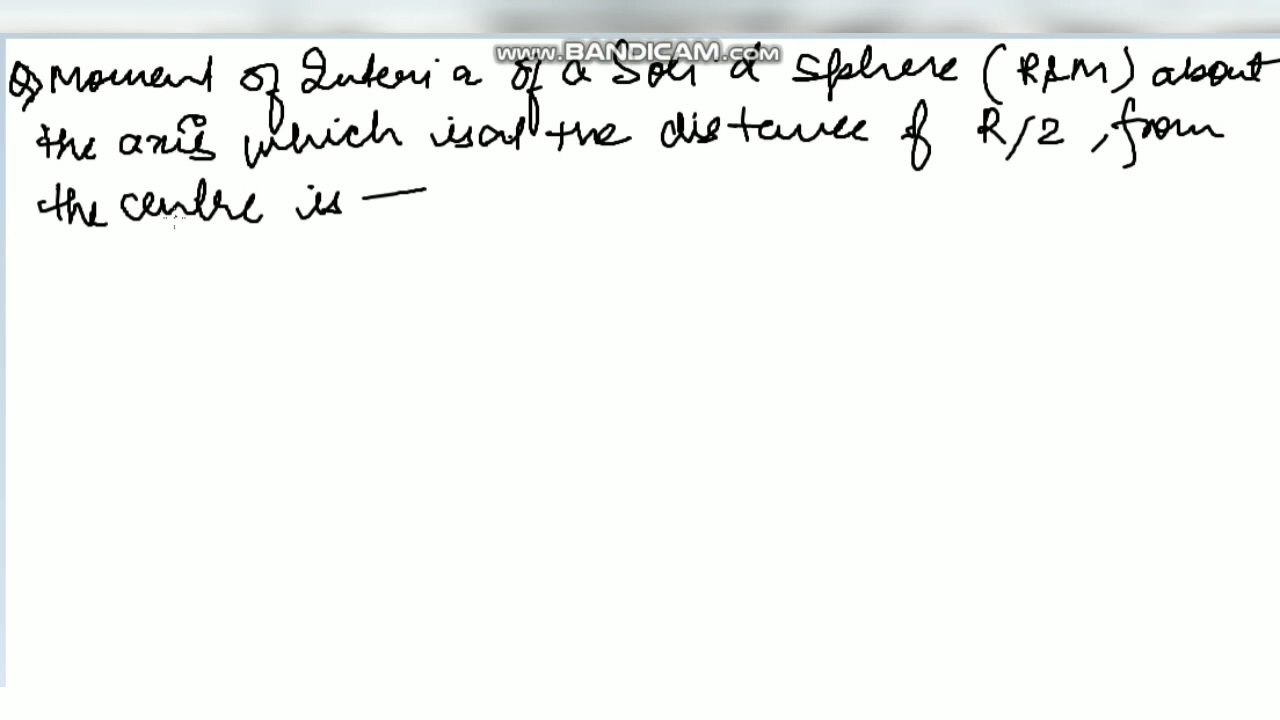 www.BANDICAM.com
Q) Moment of Interia of a Soli d Sphere (R&M) about
the axis which is at the distance of R/2, from
the centre is —